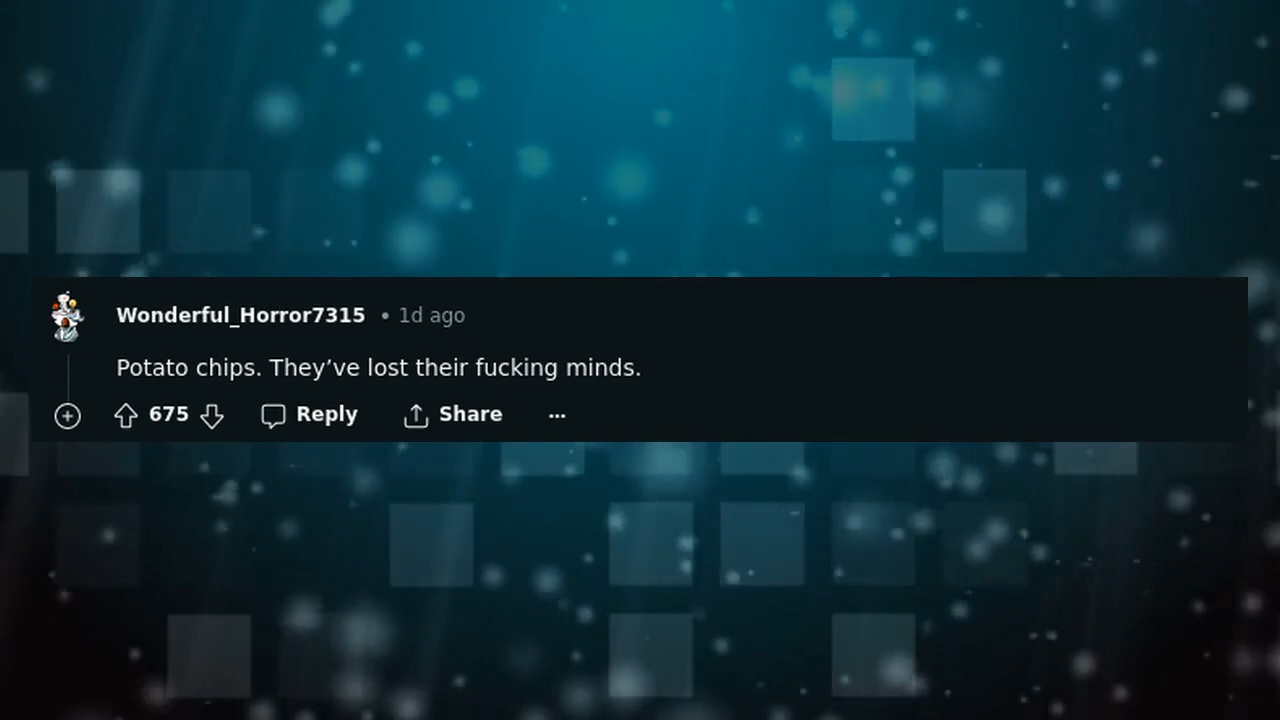 Wonderful_Horror7315 • 1d ago
Potato chips. They’ve lost their fucking minds.
675 Reply Share ...